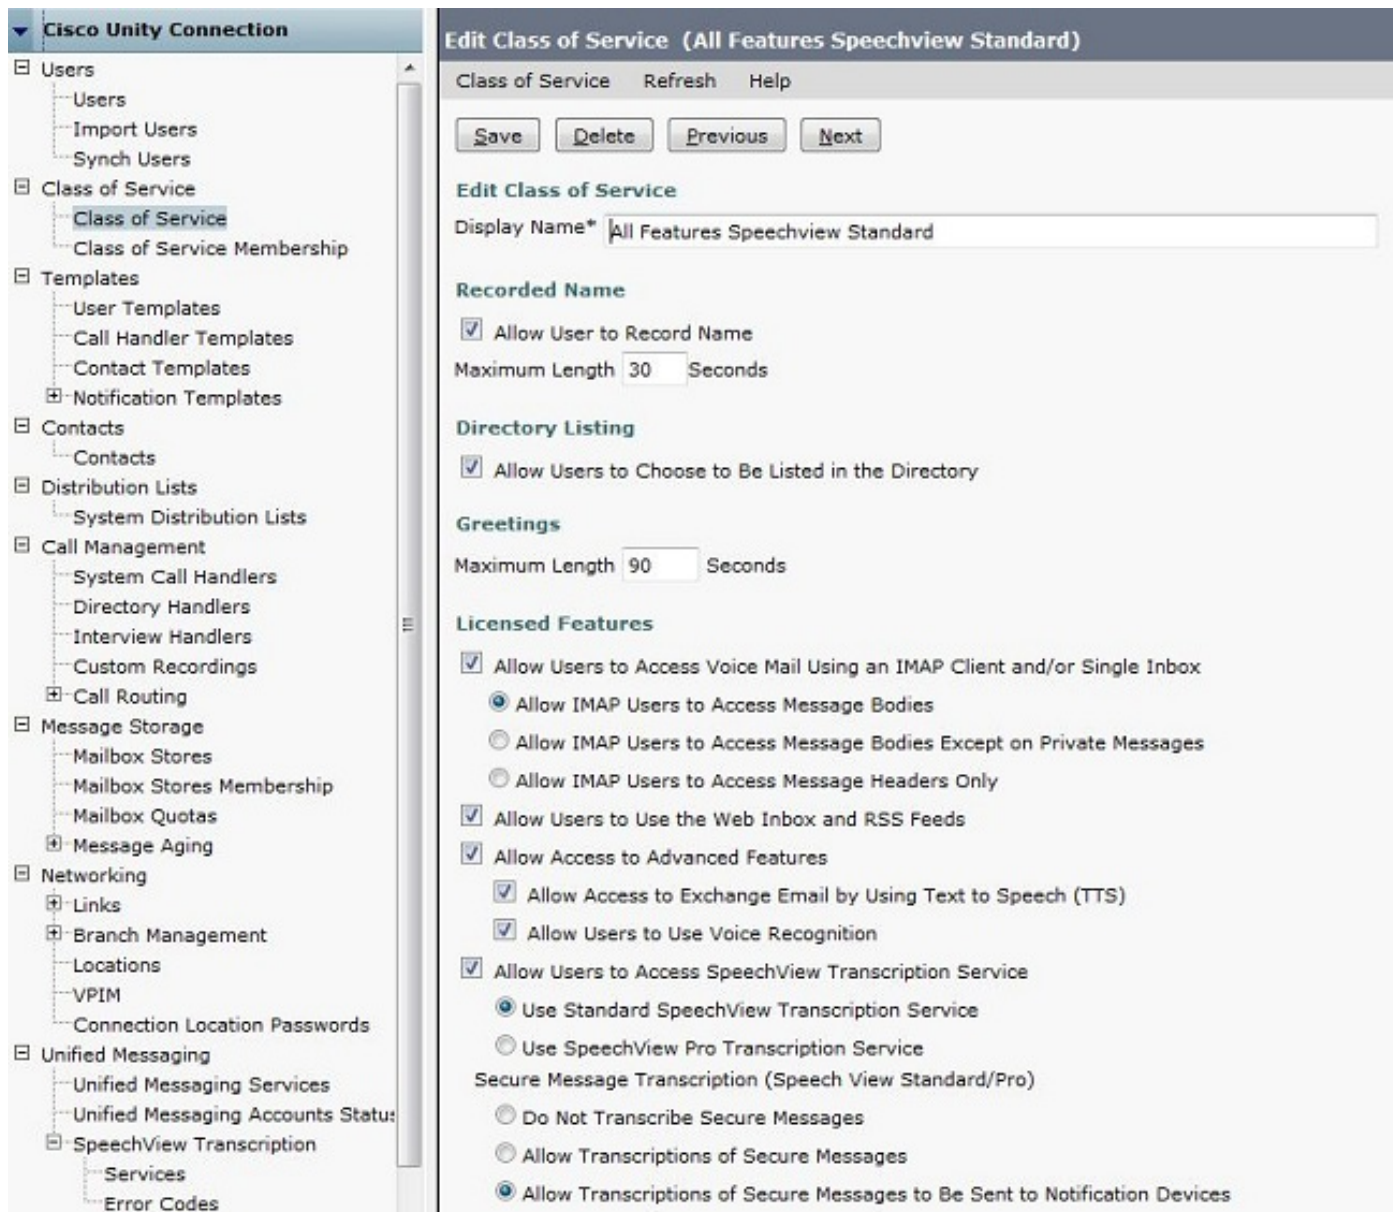 Cisco Unity Connection
Users
Users
Import Users
Synch Users
Class of Service
Class of Service
Class of Service Membership
Templates
User Templates
Call Handler Templates
Contact Templates
Notification Templates
Contacts
Contacts
Distribution Lists
System Distribution Lists
Call Management
System Call Handlers
Directory Handlers
Interview Handlers
Custom Recordings
Call Routing
Message Storage
Mailbox Stores
Mailbox Stores Membership
Mailbox Quotas
Message Aging
Networking
Links
Branch Management
Locations
VPIM
Connection Location Passwords
Unified Messaging
Unified Messaging Services
Unified Messaging Accounts Status
SpeechView Transcription
Services
Error Codes
Edit Class of Service (All Features Speechview Standard)
Class of Service Refresh Help
Save Delete Previous Next
Edit Class of Service
Display Name* All Features Speechview Standard
Recorded Name
Allow User to Record Name
Maximum Length 30 Seconds
Directory Listing
Allow Users to Choose to Be Listed in the Directory
Greetings
Maximum Length 90 Seconds
Licensed Features
Allow Users to Access Voice Mail Using an IMAP Client and/or Single Inbox
Allow IMAP Users to Access Message Bodies
Allow IMAP Users to Access Message Bodies Except on Private Messages
Allow IMAP Users to Access Message Headers Only
Allow Users to Use the Web Inbox and RSS Feeds
Allow Access to Advanced Features
Allow Access to Exchange Email by Using Text to Speech (TTS)
Allow Users to Use Voice Recognition
Allow Users to Access SpeechView Transcription Service
Use Standard SpeechView Transcription Service
Use SpeechView Pro Transcription Service
Secure Message Transcription (Speech View Standard/Pro)
Do Not Transcribe Secure Messages
Allow Transcriptions of Secure Messages
Allow Transcriptions of Secure Messages to Be Sent to Notification Devices